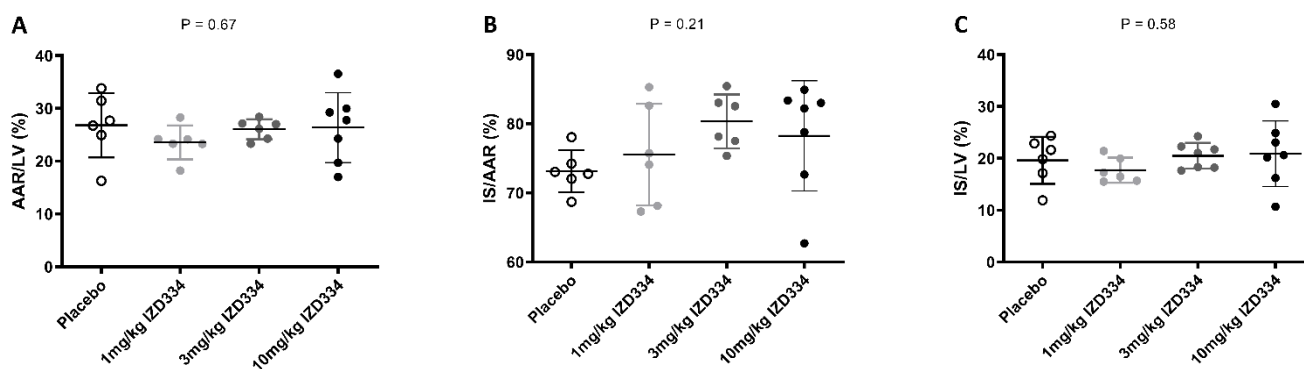 A
P = 0.67
AAR/LV (%)
40
30
20
10
0
Placebo
1mg/kg IZD334
3mg/kg IZD334
10mg/kg IZD334
B
P = 0.21
IS/AAR (%)
90
80
70
60
Placebo
1mg/kg IZD334
3mg/kg IZD334
10mg/kg IZD334
C
P = 0.58
IS/LV (%)
40
30
20
10
0
Placebo
1mg/kg IZD334
3mg/kg IZD334
10mg/kg IZD334